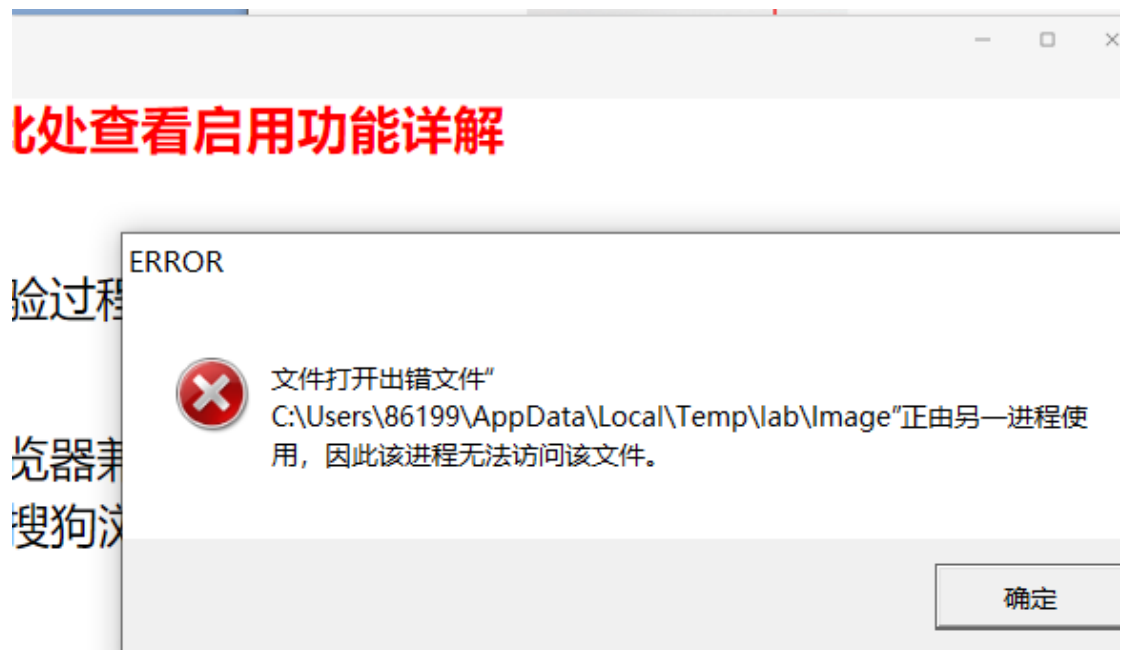 此处查看启用功能详解
ERROR
验过程
文件打开出错文件“
C:\Users\86199\AppData\Local\Temp\lab\Image”正由另一进程使
用，因此该进程无法访问该文件。
览器兼
搜狗浏
确定